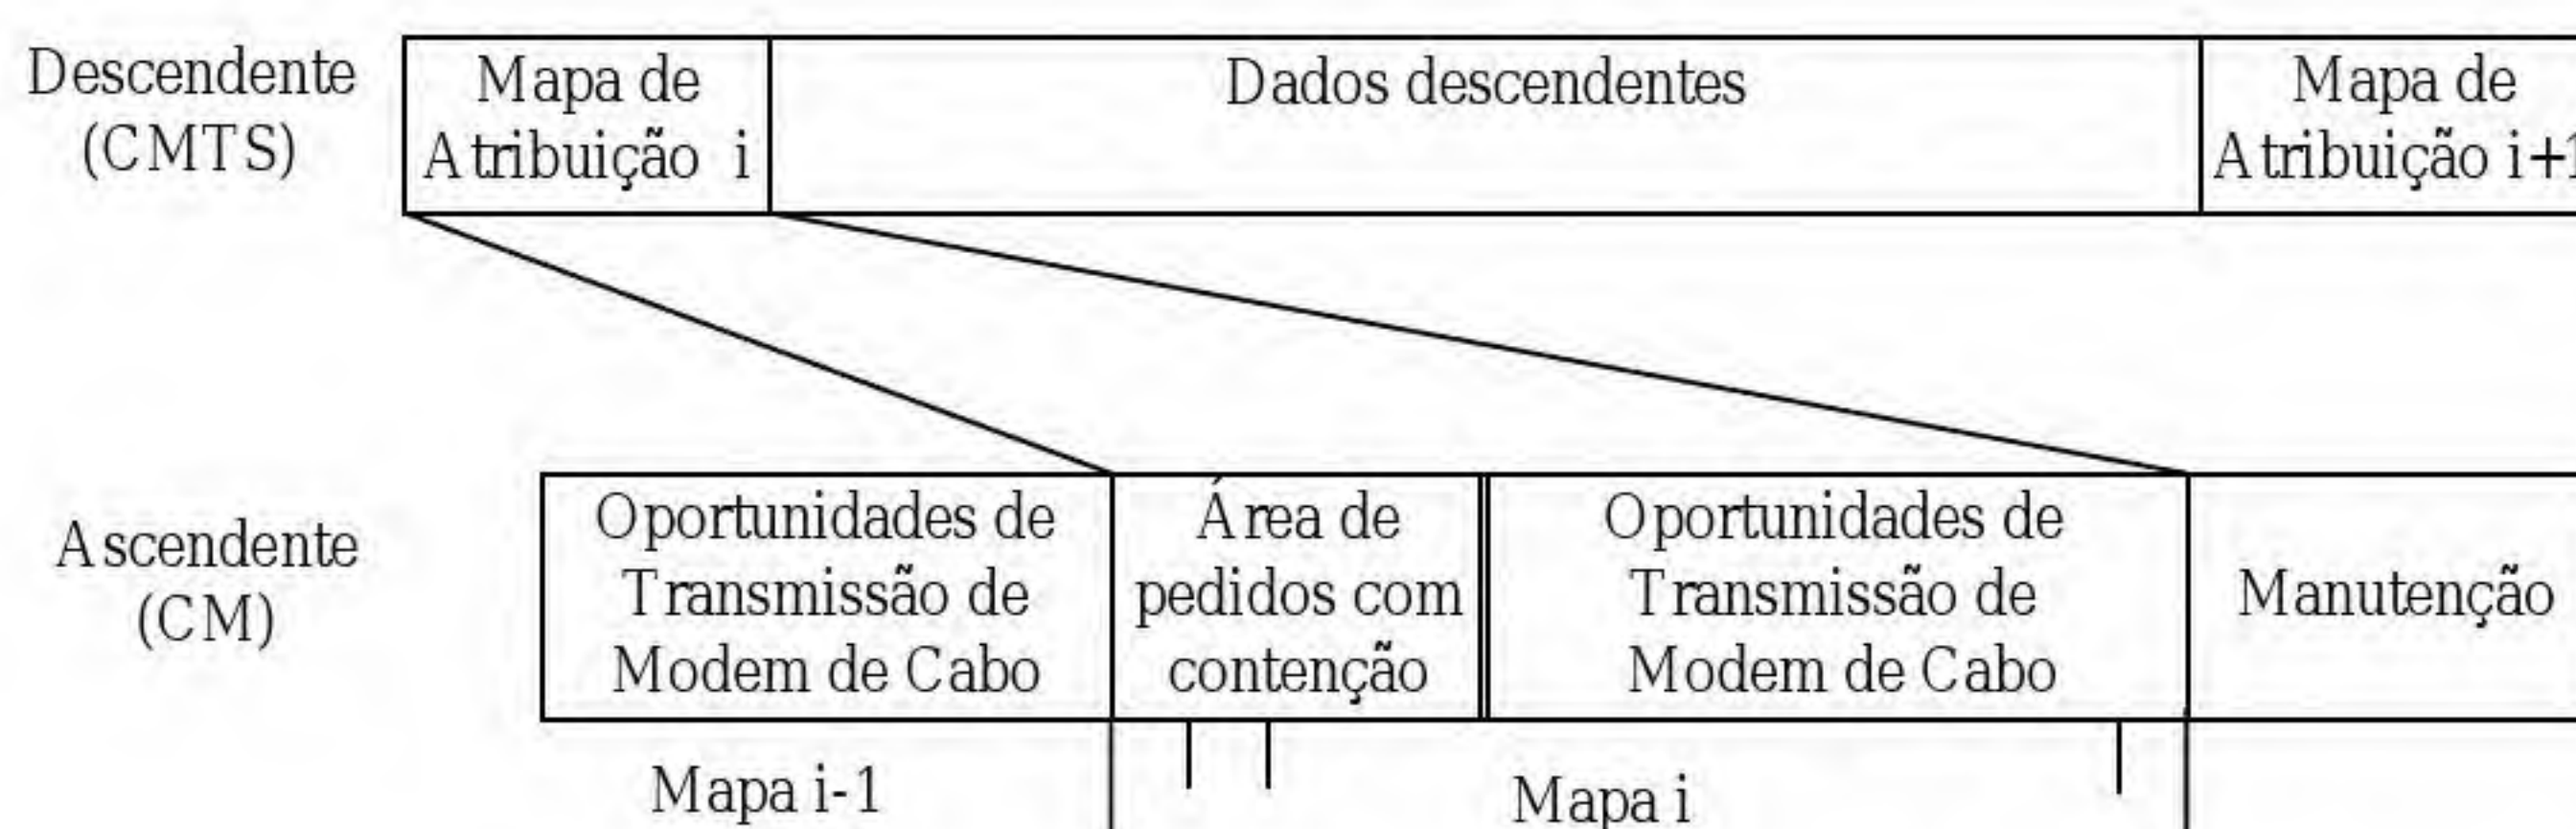 Descendente
(CMTS)
Mapa de
Atribuição i
Dados descendentes
Mapa de
Atribuição i+1
Ascendente
(CM)
Oportunidades de
Transmissão de
Modem de Cabo
Área de
pedidos com
contenção
Oportunidades de
Transmissão de
Modem de Cabo
Manutenção
Mapa i-1
Mapa i